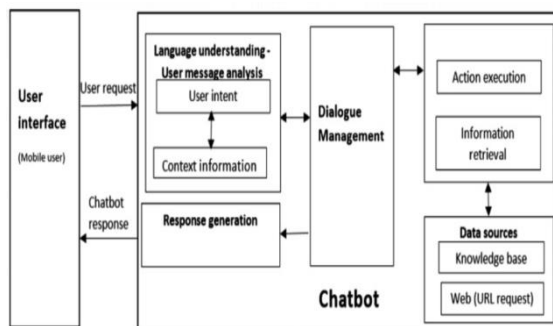 User
interface
(Mobile user)
User request
Chatbot
response
Language understanding -
User message analysis
User intent
Context information
Response generation
Dialogue
Management
Action execution
Information
retrieval
Data sources
Knowledge base
Web (URL request)
Chatbot